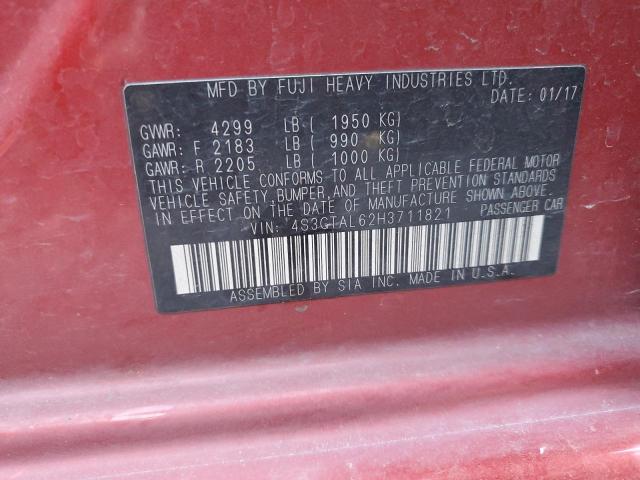 MFD BY FUJI HEAVY INDUSTRIES LTD.
DATE: 01/17
GVWR: 4299 LB ( 1950 KG)
GAWR: F 2183 LB ( 990 KG)
GAWR: R 2205 LB ( 1000 KG)
THIS VEHICLE CONFORMS TO ALL APPLICABLE FEDERAL MOTOR
VEHICLE SAFETY,BUMPER,AND THEFT PREVENTION STANDARDS
IN EFFECT ON THE DATE OF MANUFACTURE SHOWN ABOVE.
VIN: 4S3GTAL62H3711821 PASSENGER CAR
ASSEMBLED BY SIA INC. MADE IN U.S.A.